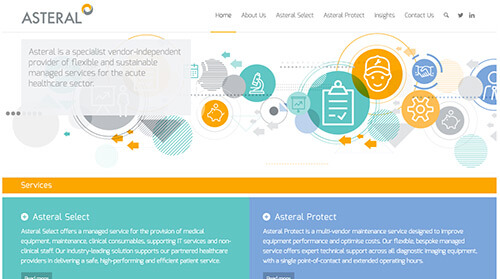 ASTERAL
Home About Us Asteral Select Asteral Protect Insights Contact Us
Asteral is a specialist vendor-independent
provider of flexible and sustainable
managed services for the acute
healthcare sector.
Services
Asteral Select
Asteral Select offers a managed service for the provision of medical
equipment, maintenance, clinical consumables, supporting IT services and non-
clinical staff. Our industry-leading solution supports our partnered healthcare
providers in delivering a safe, high-performing and efficient patient service.
Read more
Asteral Protect
Asteral Protect is a multi-vendor maintenance service designed to improve
equipment performance and optimise costs. Our flexible, bespoke managed
service offers expert technical support across all diagnostic imaging equipment,
with a single point-of-contact and extended operating hours.
Read more